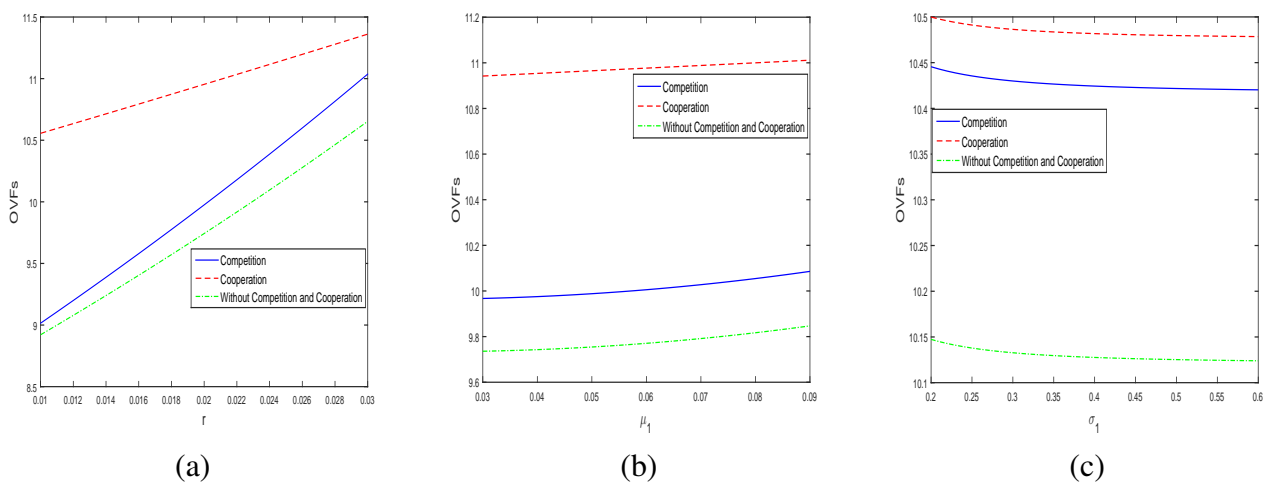 11.5
11
10.5
10
9.5
9
8.5
OVFs
0.01 0.012 0.014 0.016 0.018 0.02 0.022 0.024 0.026 0.028 0.03
r
Competition
Cooperation
Without Competition and Cooperation
(a)
11.2
11
10.8
10.6
10.4
10.2
10
9.8
9.6
OVFs
0.03 0.04 0.05 0.06 0.07 0.08 0.09
μ1
Competition
Cooperation
Without Competition and Cooperation
(b)
10.5
10.45
10.4
10.35
10.3
10.25
10.2
10.15
10.1
OVFs
0.2 0.25 0.3 0.35 0.4 0.45 0.5 0.55 0.6
σ1
Competition
Cooperation
Without Competition and Cooperation
(c)